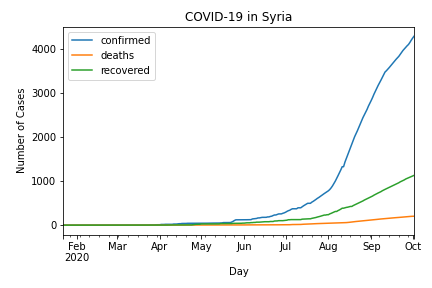 COVID-19 in Syria
confirmed
deaths
recovered
4000
3000
2000
1000
0
Number of Cases
Feb Mar Apr May Jun Jul Aug Sep Oct
2020
Day